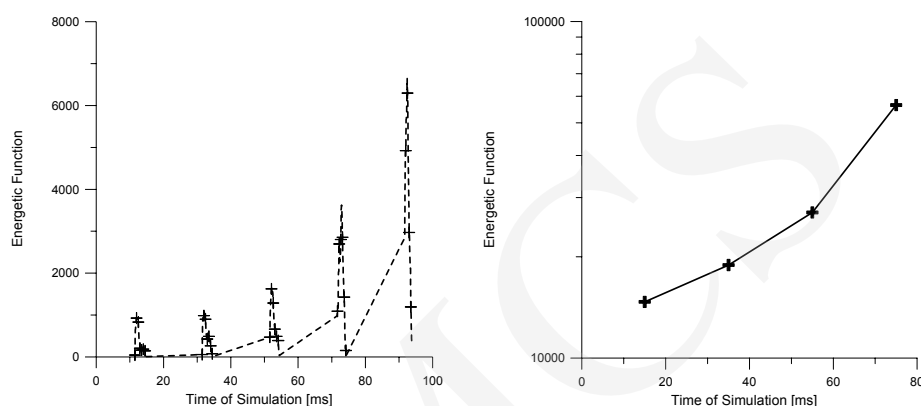 8000
6000
4000
2000
0
Energetic Function
0 20 40 60 80 100
Time of Simulation [ms]
100000
10000
Energetic Function
0 20 40 60 80
Time of Simulation [ms]
MCS